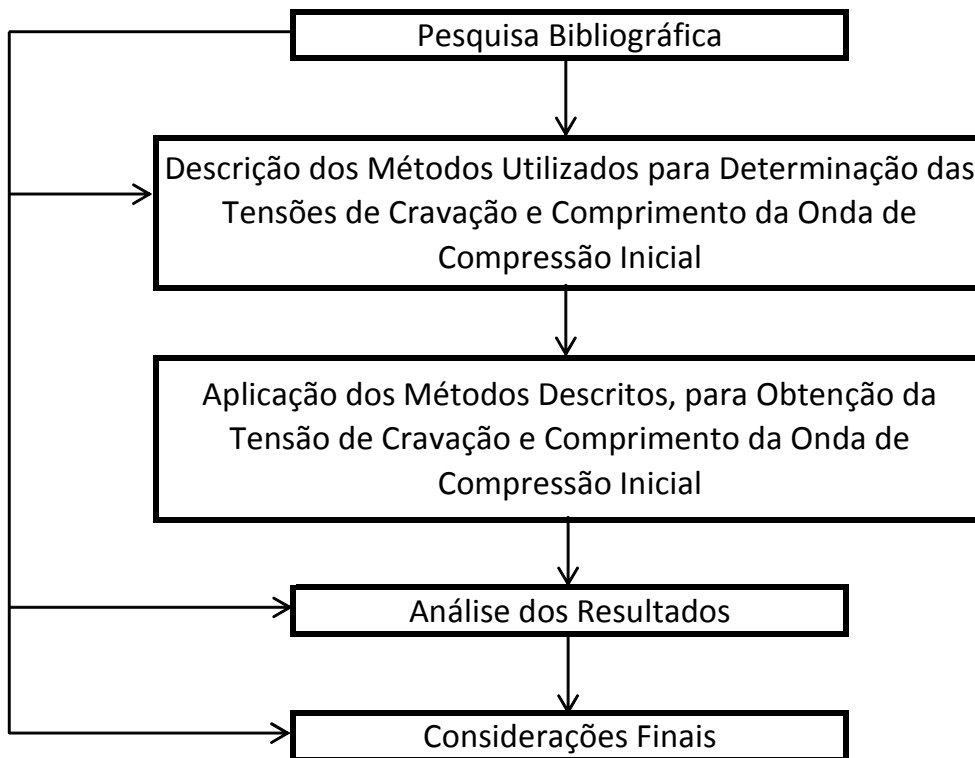 Pesquisa Bibliográfica
Descrição dos Métodos Utilizados para Determinação das
Tensões de Cravação e Comprimento da Onda de
Compressão Inicial
Aplicação dos Métodos Descritos, para Obtenção da
Tensão de Cravação e Comprimento da Onda de
Compressão Inicial
Análise dos Resultados
Considerações Finais